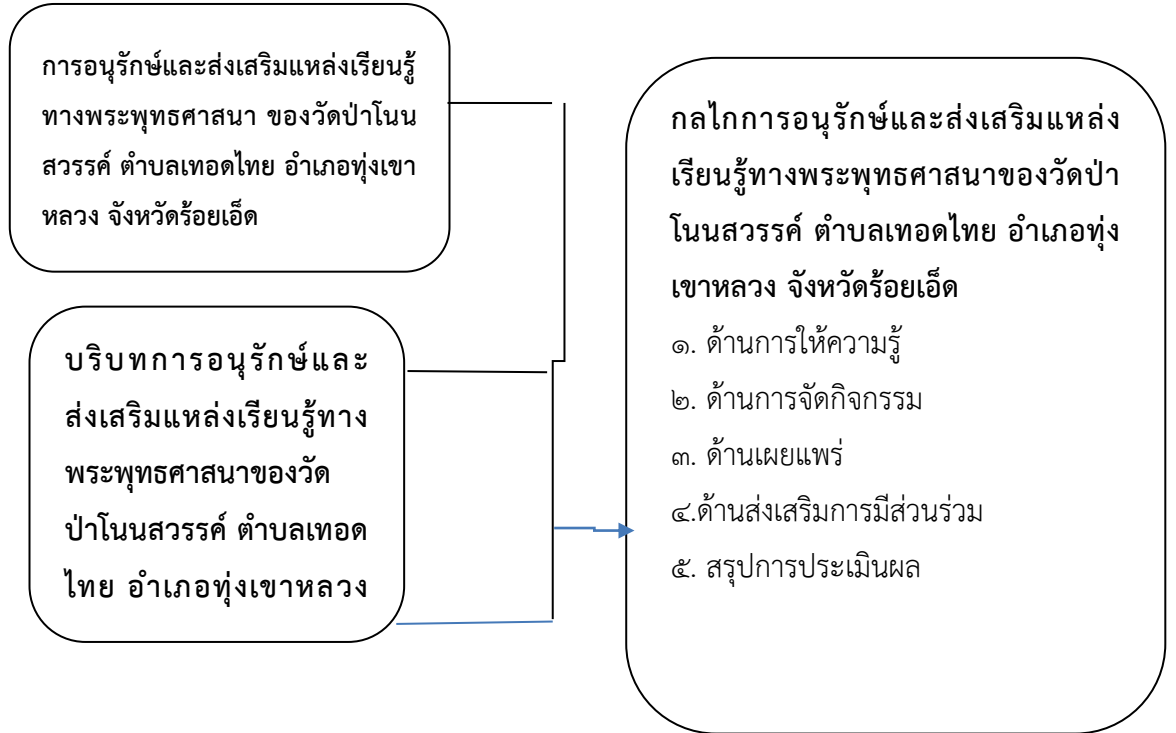 การอนุรักษ์และส่งเสริมแหล่งเรียนรู้
ทางพระพุทธศาสนา ของวัดป่าโนน
สวรรค์ ตำบลเทอดไทย อำเภอทุ่งเขา
หลวง จังหวัดร้อยเอ็ด
บริบทการอนุรักษ์และ
ส่งเสริมแหล่งเรียนรู้ทาง
พระพุทธศาสนาของวัด
ป่าโนนสวรรค์ ตำบลเทอด
ไทย อำเภอทุ่งเขาหลวง
กลไกการอนุรักษ์และส่งเสริมแหล่ง
เรียนรู้ทางพระพุทธศาสนาของวัดป่า
โนนสวรรค์ ตำบลเทอดไทย อำเภอทุ่ง
เขาหลวง จังหวัดร้อยเอ็ด
๑. ด้านการให้ความรู้
๒. ด้านการจัดกิจกรรม
๓. ด้านเผยแพร่
๔.ด้านส่งเสริมการมีส่วนร่วม
๕. สรุปการประเมินผล